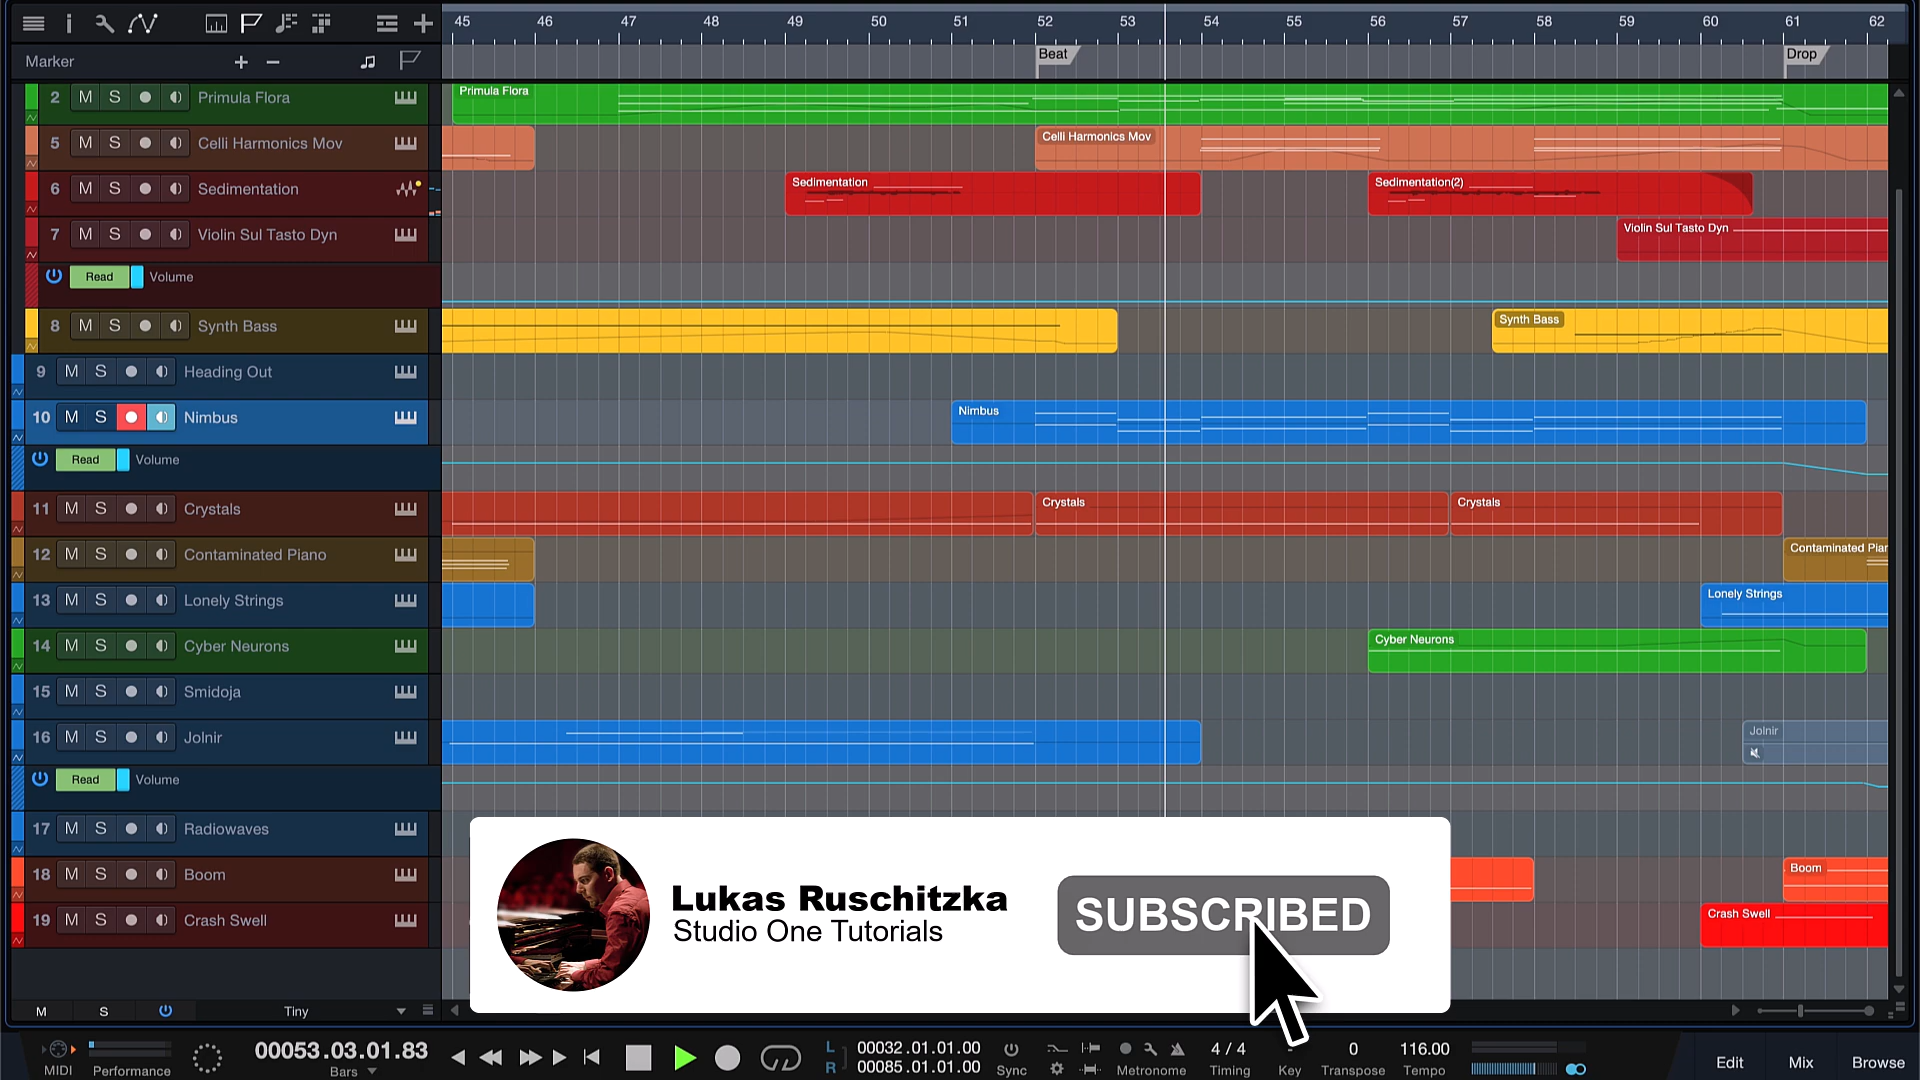 45 46 47 48 49 50 51 52 53 54 55 56 57 58 59 60 61 62
Marker + −
Beat
Drop
2 M S Primula Flora
Primula Flora
5 M S Celli Harmonics Mov
Celli Harmonics Mov
6 M S Sedimentation
Sedimentation
Sedimentation(2)
7 M S Violin Sul Tasto Dyn
Violin Sul Tasto Dyn
Read Volume
8 M S Synth Bass
Synth Bass
9 M S Heading Out
10 M S Nimbus
Nimbus
Read Volume
11 M S Crystals
Crystals
Crystals
12 M S Contaminated Piano
Contaminated Piar
13 M S Lonely Strings
Lonely Strings
14 M S Cyber Neurons
Cyber Neurons
15 M S Smidoja
16 M S Jolnir
Jolnir
Read Volume
17 M S Radiowaves
18 M S Boom
Boom
19 M S Crash Swell
Crash Swell
Lukas Ruschitzka
Studio One Tutorials
SUBSCRIBED
M S Tiny
00053.03.01.83
L 00032.01.01.00
R 00085.01.01.00
4 / 4 - 0 116.00
MIDI Performance Bars Sync Metronome Timing Key Transpose Tempo
Edit Mix Browse